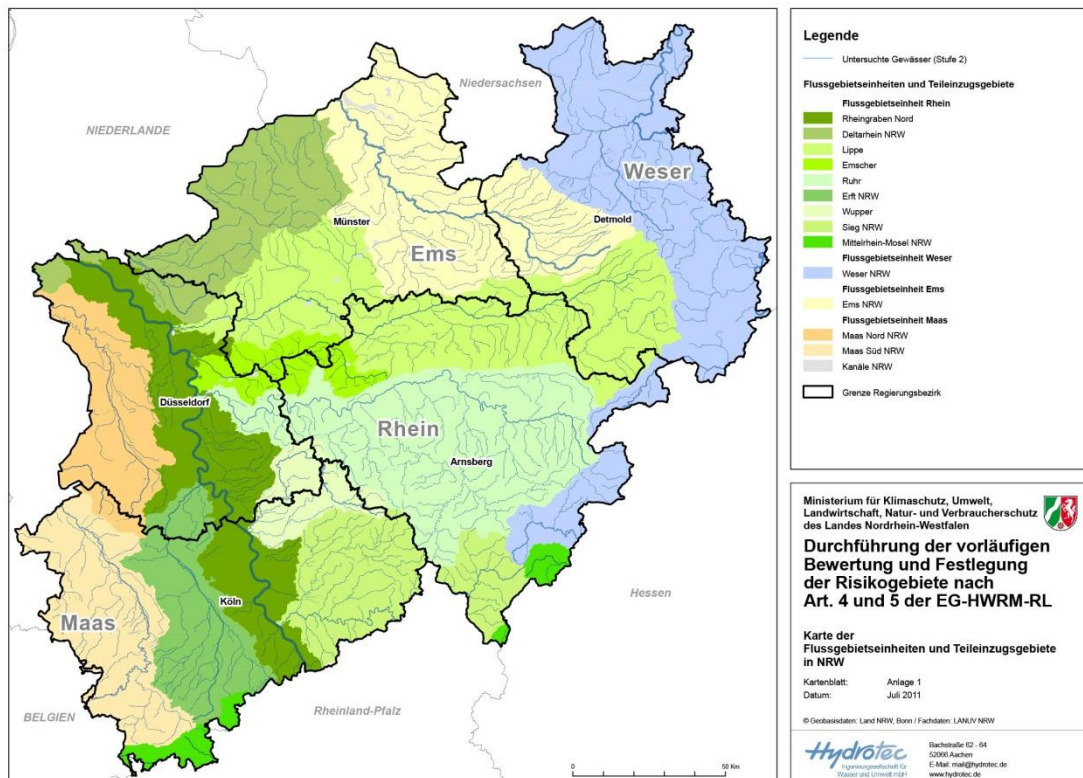 Niedersachsen
NIEDERLANDE
Weser
Münster
Detmold
Ems
Düsseldorf
Rhein
Arnsberg
Köln
Maas
Hessen
Rheinland-Pfalz
BELGIEN
0 50 Km
Legende
Untersuchte Gewässer (Stufe 2)
Flussgebietseinheiten und Teileinzugsgebiete
Flussgebietseinheit Rhein
Rheingraben Nord
Deltarhein NRW
Lippe
Emscher
Ruhr
Erft NRW
Wupper
Sieg NRW
Mittelrhein-Mosel NRW
Flussgebietseinheit Weser
Weser NRW
Flussgebietseinheit Ems
Ems NRW
Flussgebietseinheit Maas
Maas Nord NRW
Maas Süd NRW
Kanäle NRW
Grenze Regierungsbezirk
Ministerium für Klimaschutz, Umwelt,
Landwirtschaft, Natur- und Verbraucherschutz
des Landes Nordrhein-Westfalen
Durchführung der vorläufigen
Bewertung und Festlegung
der Risikogebiete nach
Art. 4 und 5 der EG-HWRM-RL
Karte der
Flussgebietseinheiten und Teileinzugsgebiete
in NRW
Kartenblatt: Anlage 1
Datum: Juli 2011
© Geobasisdaten: Land NRW, Bonn / Fachdaten: LANUV NRW
Hydrotec
Ingenieurgesellschaft für
Wasser und Umwelt mbH
Bachstraße 62 - 64
52066 Aachen
E-Mail: mail@hydrotec.de
www.hydrotec.de